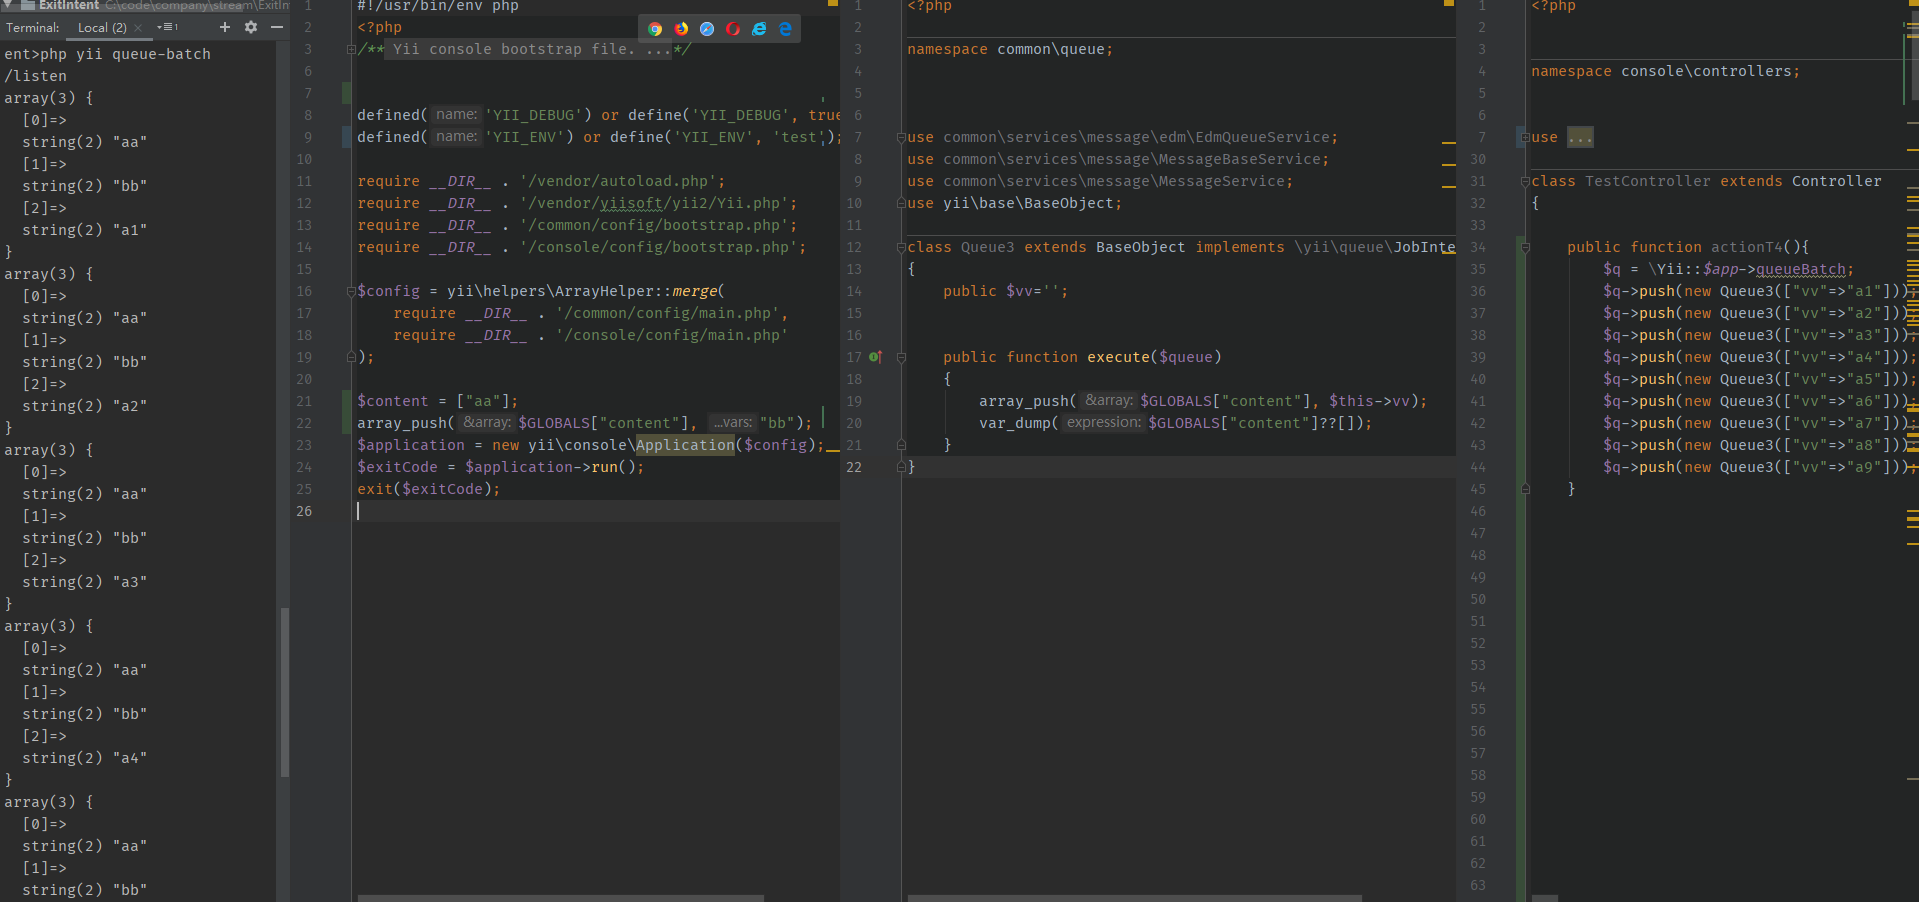 ExitIntent C:\code\company\stream\ExitIn
Terminal: Local (2) × 1 + −
ent>php yii queue-batch
/listen
array(3) {
  [0]=>
  string(2) "aa"
  [1]=>
  string(2) "bb"
  [2]=>
  string(2) "a1"
}
array(3) {
  [0]=>
  string(2) "aa"
  [1]=>
  string(2) "bb"
  [2]=>
  string(2) "a2"
}
array(3) {
  [0]=>
  string(2) "aa"
  [1]=>
  string(2) "bb"
  [2]=>
  string(2) "a3"
}
array(3) {
  [0]=>
  string(2) "aa"
  [1]=>
  string(2) "bb"
  [2]=>
  string(2) "a4"
}
array(3) {
  [0]=>
  string(2) "aa"
  [1]=>
  string(2) "bb"
1 #!/usr/bin/env php
2 <?php
3 /** Yii console bootstrap file. ...*/
6
7
8 defined( name: 'YII_DEBUG') or define('YII_DEBUG', true
9 defined( name: 'YII_ENV') or define('YII_ENV', 'test');
10
11 require __DIR__ . '/vendor/autoload.php';
12 require __DIR__ . '/vendor/yiisoft/yii2/Yii.php';
13 require __DIR__ . '/common/config/bootstrap.php';
14 require __DIR__ . '/console/config/bootstrap.php';
15
16 $config = yii\helpers\ArrayHelper::merge(
17     require __DIR__ . '/common/config/main.php',
18     require __DIR__ . '/console/config/main.php'
19 );
20
21 $content = ["aa"];
22 array_push( &array: $GLOBALS["content"], ...vars: "bb");
23 $application = new yii\console\Application($config);
24 $exitCode = $application->run();
25 exit($exitCode);
26
1 <?php
2
3 namespace common\queue;
4
5
6
7 use common\services\message\edm\EdmQueueService;
8 use common\services\message\MessageBaseService;
9 use common\services\message\MessageService;
10 use yii\base\BaseObject;
11
12 class Queue3 extends BaseObject implements \yii\queue\JobInte
13 {
14     public $vv='';
15
16
17     public function execute($queue)
18     {
19         array_push( &array: $GLOBALS["content"], $this->vv);
20         var_dump( expression: $GLOBALS["content"]??[]);
21     }
22 }
1 <?php
2
3
4 namespace console\controllers;
5
6
7 use ...
30
31 class TestController extends Controller
32 {
33
34     public function actionT4(){
35         $q = \Yii::$app->queueBatch;
36         $q->push(new Queue3(["vv"=>"a1"]));
37         $q->push(new Queue3(["vv"=>"a2"]));
38         $q->push(new Queue3(["vv"=>"a3"]));
39         $q->push(new Queue3(["vv"=>"a4"]));
40         $q->push(new Queue3(["vv"=>"a5"]));
41         $q->push(new Queue3(["vv"=>"a6"]));
42         $q->push(new Queue3(["vv"=>"a7"]));
43         $q->push(new Queue3(["vv"=>"a8"]));
44         $q->push(new Queue3(["vv"=>"a9"]));
45     }
46
47
48
49
50
51
52
53
54
55
56
57
58
59
60
61
62
63